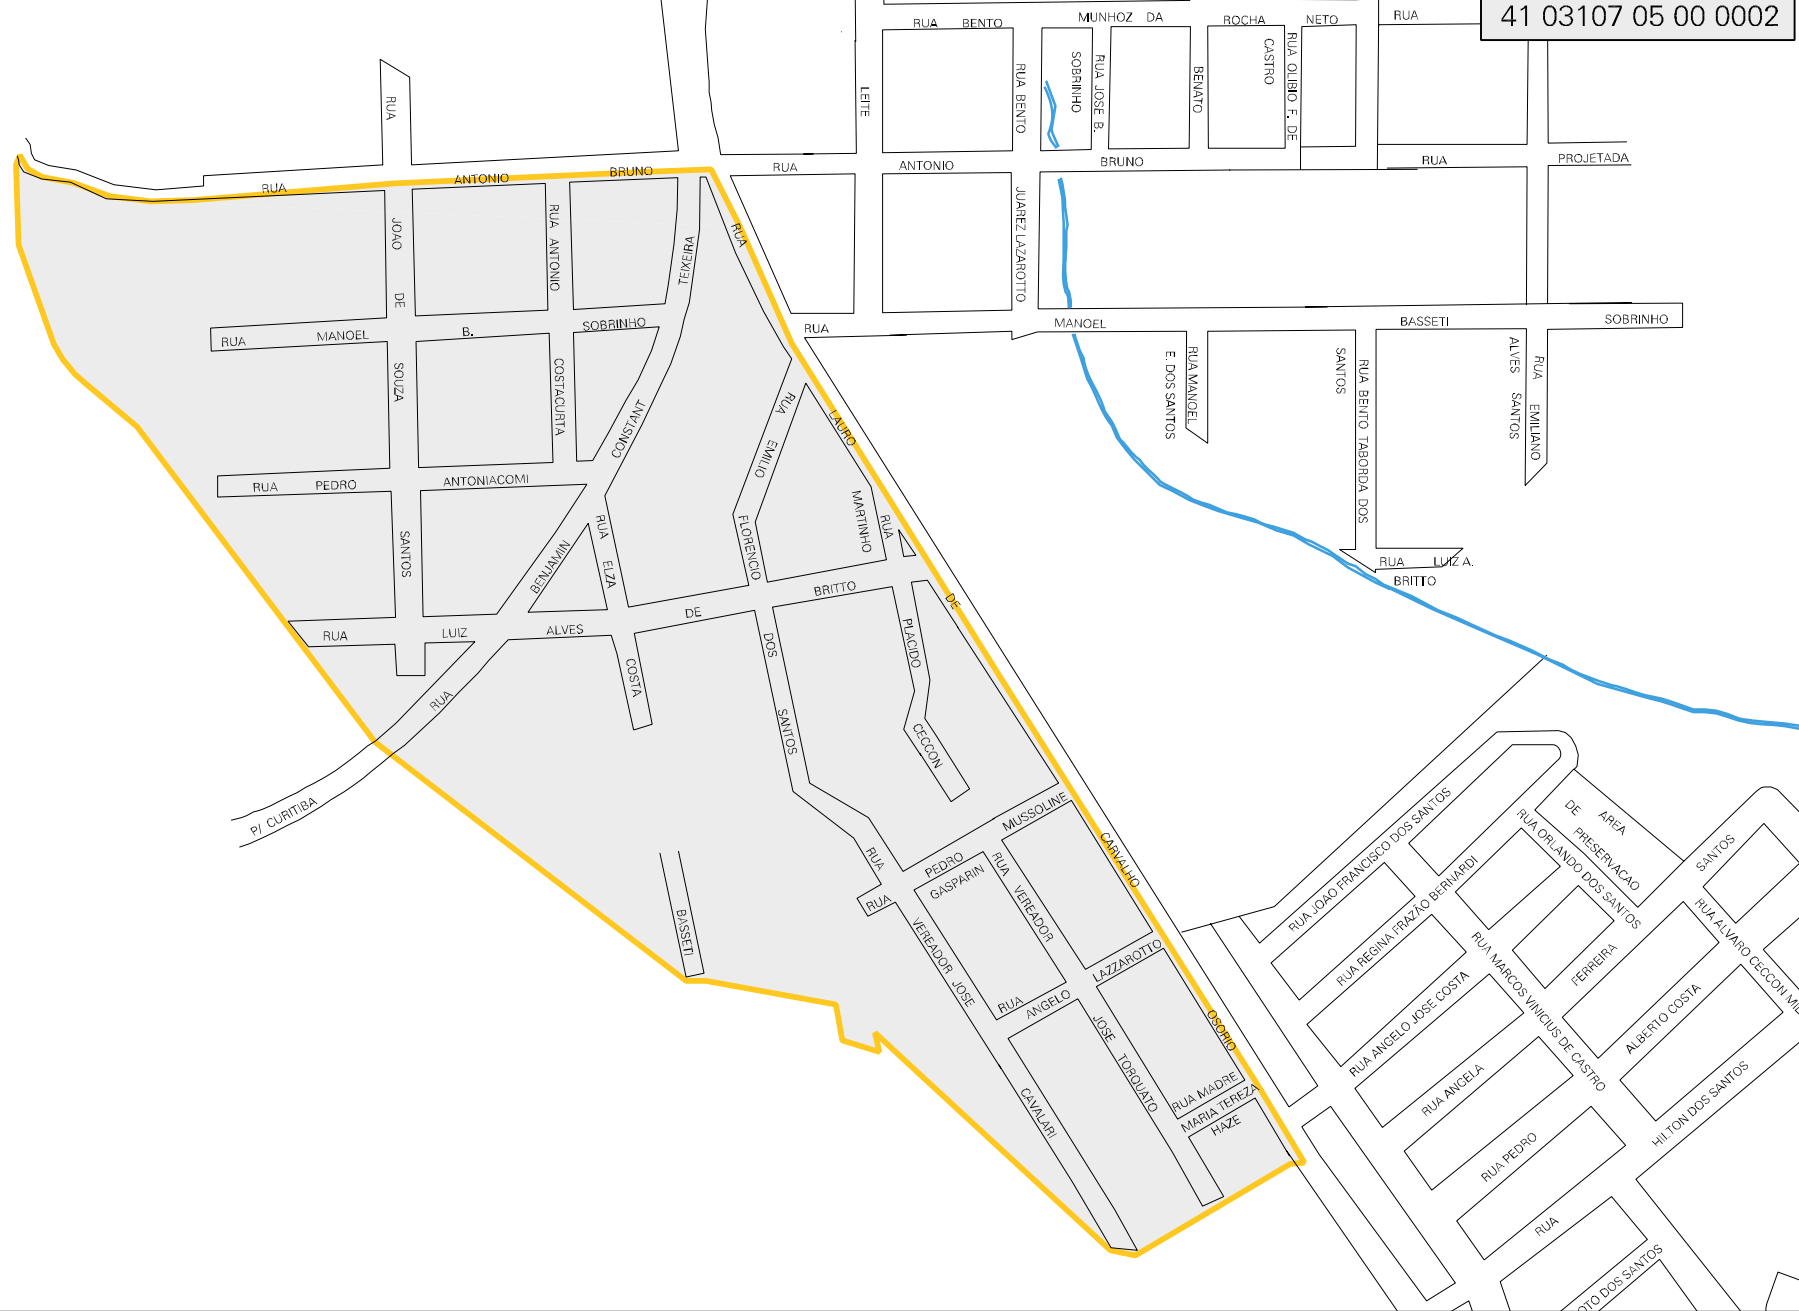 41 03107 05 00 0002
RUA BENTO MUNHOZ DA ROCHA NETO
RUA
RUA
LEITE
RUA BENTO
SOBRINHO
RUA JOSE B.
BENATO
CASTRO
RUA OLIBIO F. DE
RUA ANTONIO BRUNO
RUA ANTONIO BRUNO
RUA PROJETADA
JOAO DE SOUZA SANTOS
RUA ANTONIO COSTACURTA
TEIXEIRA
CONSTANT
BENJAMIN
RUA
P/ CURITIBA
RUA
LAURO
DE
CARVALHO
OSORIO
JUAREZ LAZAROTTO
RUA MANOEL B. SOBRINHO
RUA MANOEL BASSETI SOBRINHO
RUA MANOEL
E. DOS SANTOS
SANTOS
RUA BENTO TABORDA DOS
ALVES SANTOS
RUA EMILIANO
RUA EMILIO
FLORENCIO
DOS
SANTOS
RUA PEDRO ANTONIACOMI
MARTINHO
RUA
PLACIDO
CECCON
RUA ELZA
COSTA
BASSETI
RUA LUIZ A.
BRITTO
RUA LUIZ ALVES DE BRITTO
RUA
PEDRO
MUSSOLINE
GASPARIN
RUA
RUA VEREADOR
JOSE TORQUATO
VEREADOR JOSE
CAVALARI
RUA
ANGELO
LAZZAROTTO
RUA MADRE
MARIA TEREZA
HAZE
AREA
DE
PRESERVACAO
RUA JOAO FRANCISCO DOS SANTOS
RUA ORLANDO DOS SANTOS
SANTOS
RUA REGINA FRAZÃO BERNARDI
RUA ALVARO CECCON MIL
RUA MARCOS VINICIUS DE CASTRO
FERREIRA
RUA ANGELO JOSE COSTA
ALBERTO COSTA
RUA ANGELA
HILTON DOS SANTOS
RUA PEDRO
RUA
OTO DOS SANTOS